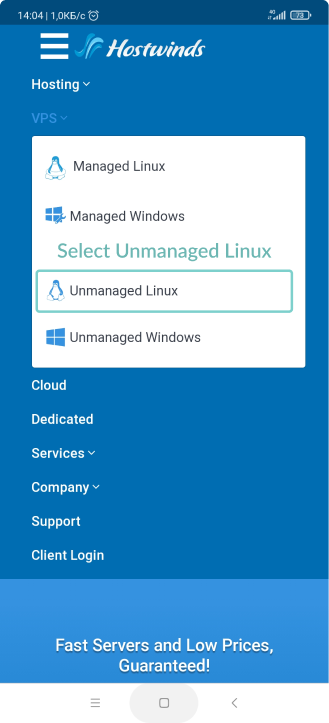 14:04 | 1,0КБ/с
4G
73
Hostwinds
Hosting
VPS
Managed Linux
Managed Windows
Select Unmanaged Linux
Unmanaged Linux
Unmanaged Windows
Cloud
Dedicated
Services
Company
Support
Client Login
Fast Servers and Low Prices,
Guaranteed!